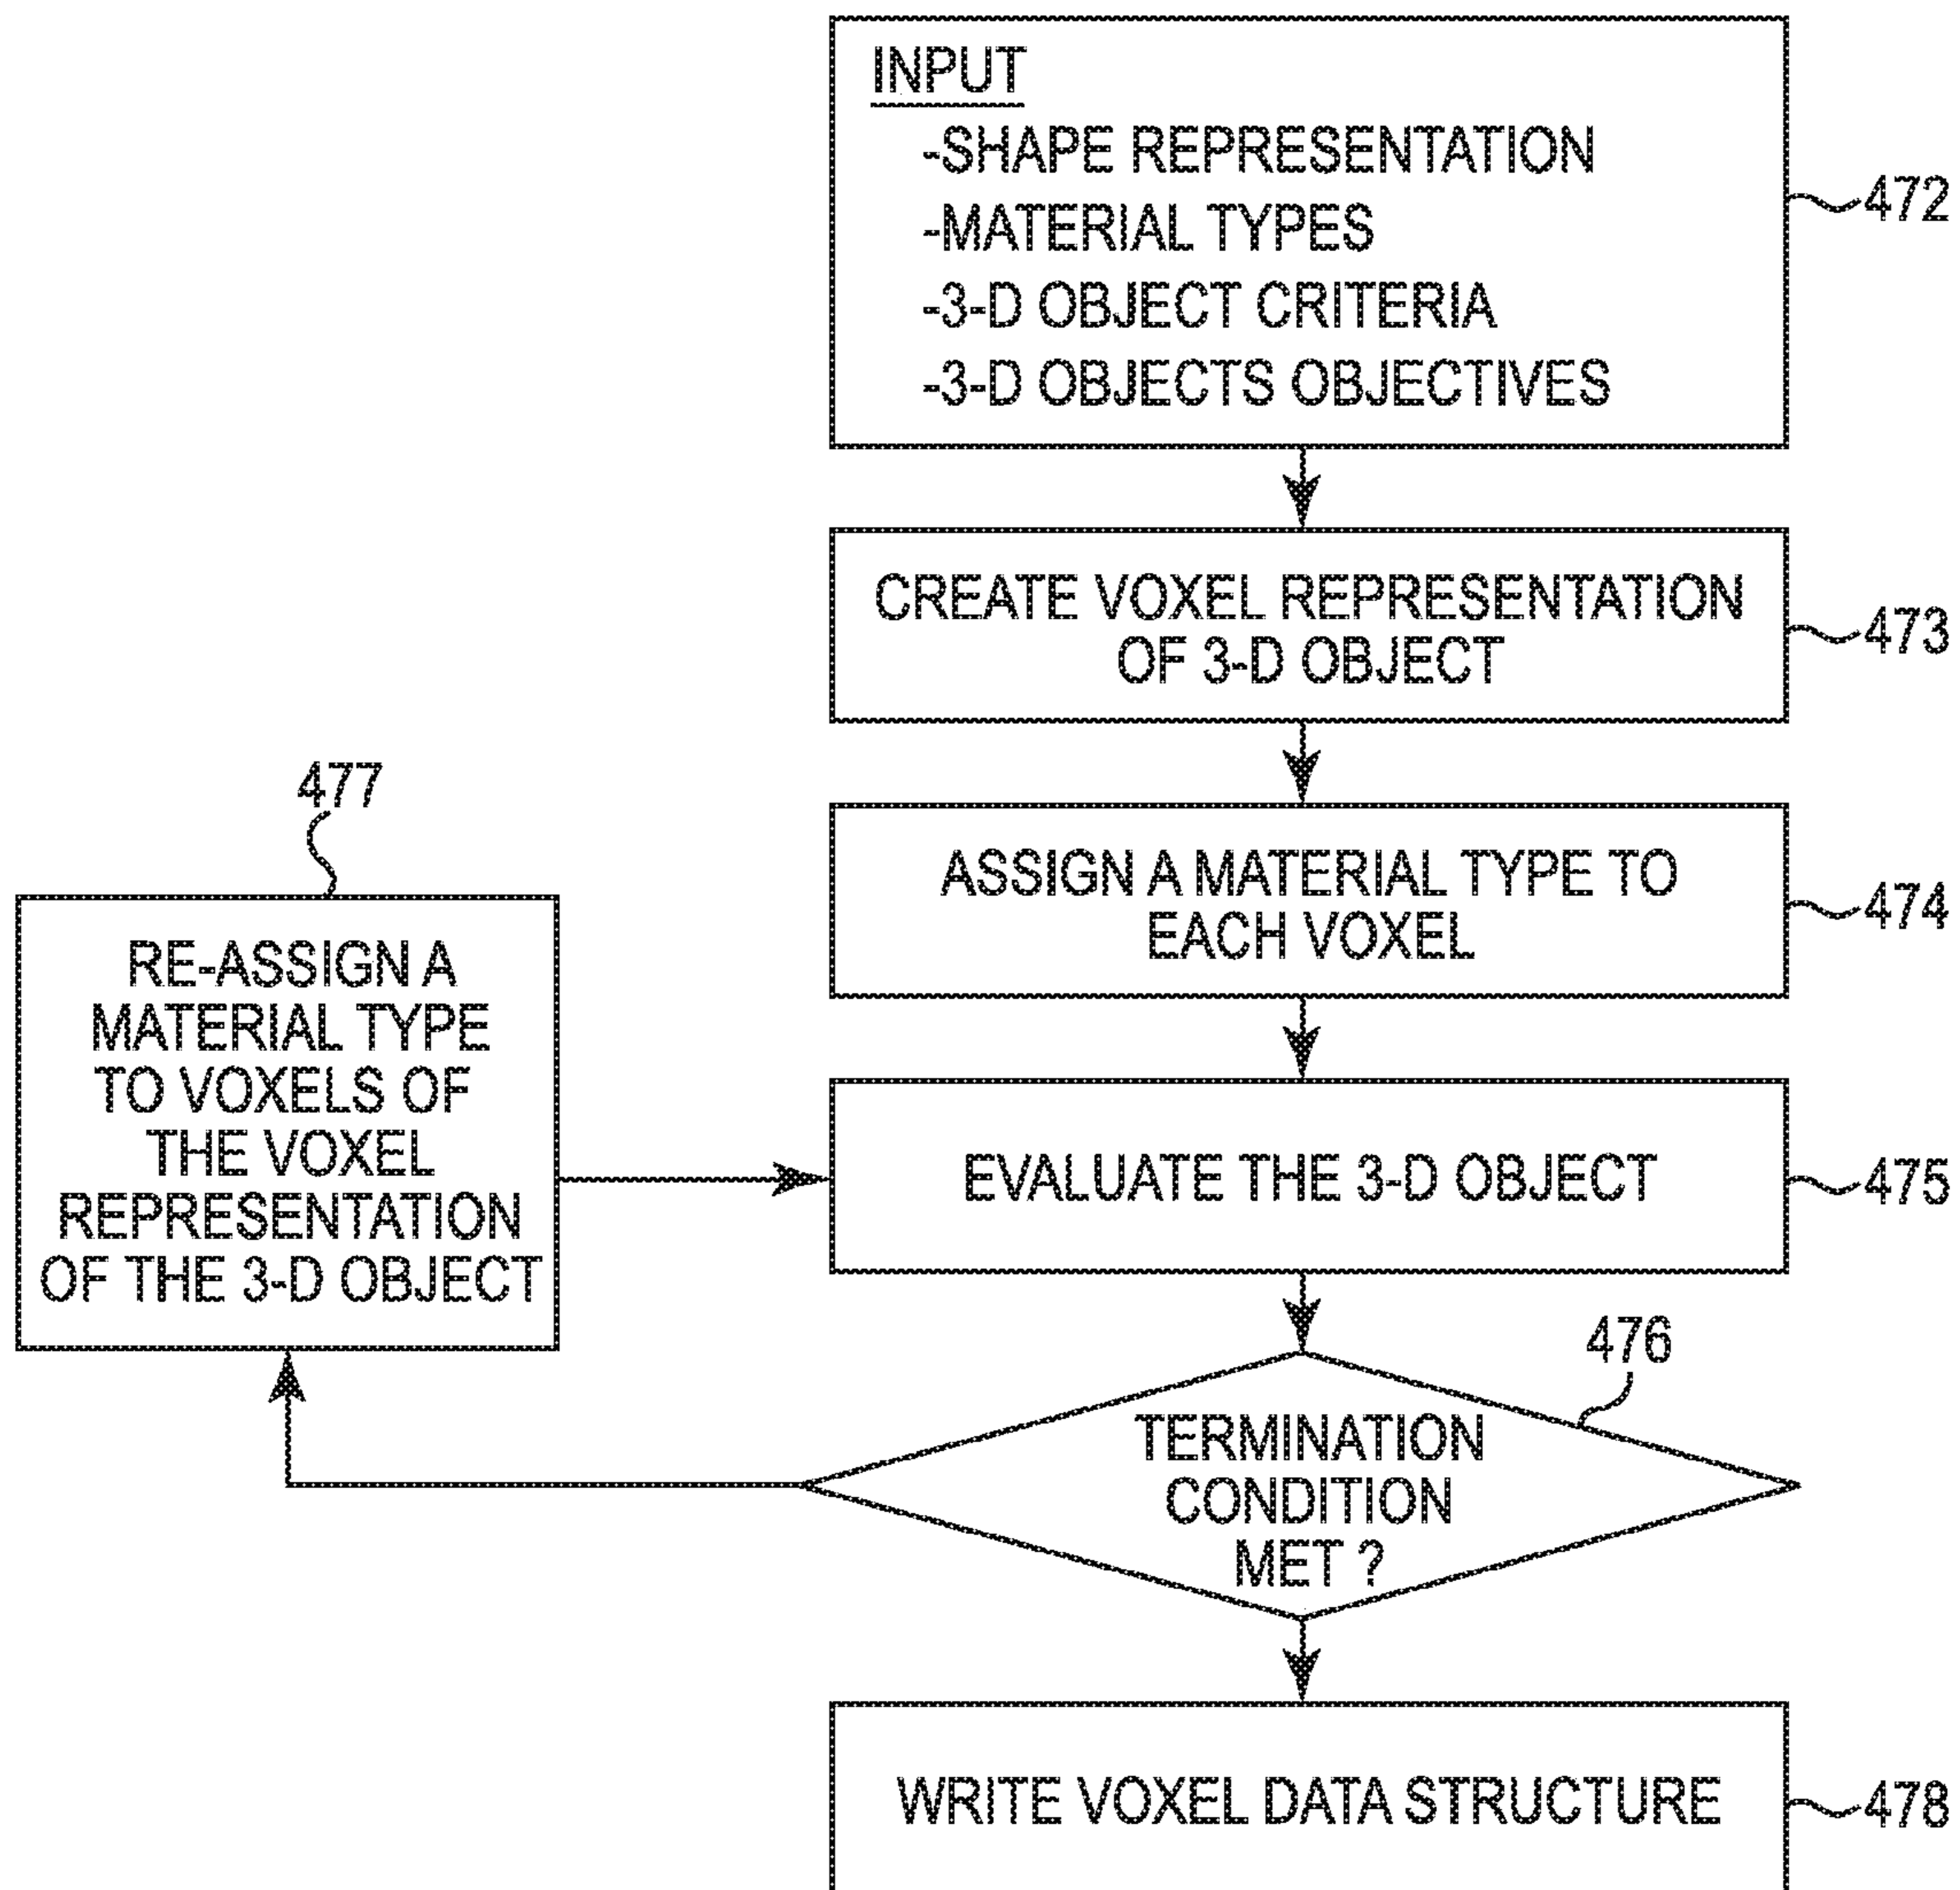 INPUT
-SHAPE REPRESENTATION
-MATERIAL TYPES
-3-D OBJECT CRITERIA
-3-D OBJECTS OBJECTIVES
472
CREATE VOXEL REPRESENTATION
OF 3-D OBJECT
473
ASSIGN A MATERIAL TYPE TO
EACH VOXEL
474
477
RE-ASSIGN A
MATERIAL TYPE
TO VOXELS OF
THE VOXEL
REPRESENTATION
OF THE 3-D OBJECT
EVALUATE THE 3-D OBJECT
475
476
TERMINATION
CONDITION
MET ?
WRITE VOXEL DATA STRUCTURE
478